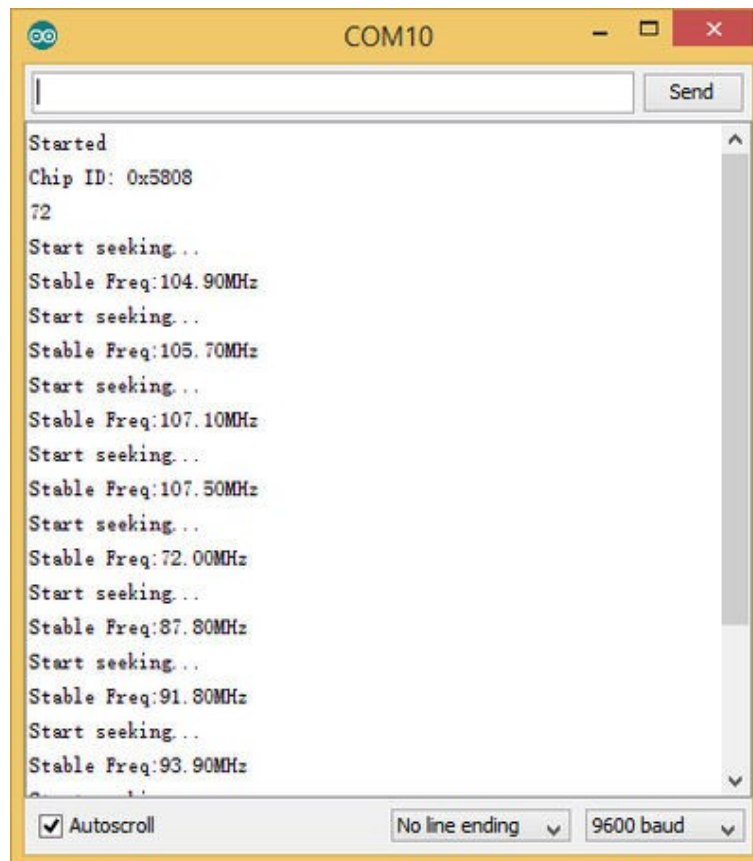 COM10
Send
Started
Chip ID: 0x5808
72
Start seeking...
Stable Freq:104.90MHz
Start seeking...
Stable Freq:105.70MHz
Start seeking...
Stable Freq:107.10MHz
Start seeking...
Stable Freq:107.50MHz
Start seeking...
Stable Freq:72.00MHz
Start seeking...
Stable Freq:87.80MHz
Start seeking...
Stable Freq:91.80MHz
Start seeking...
Stable Freq:93.90MHz
Autoscroll
No line ending
9600 baud